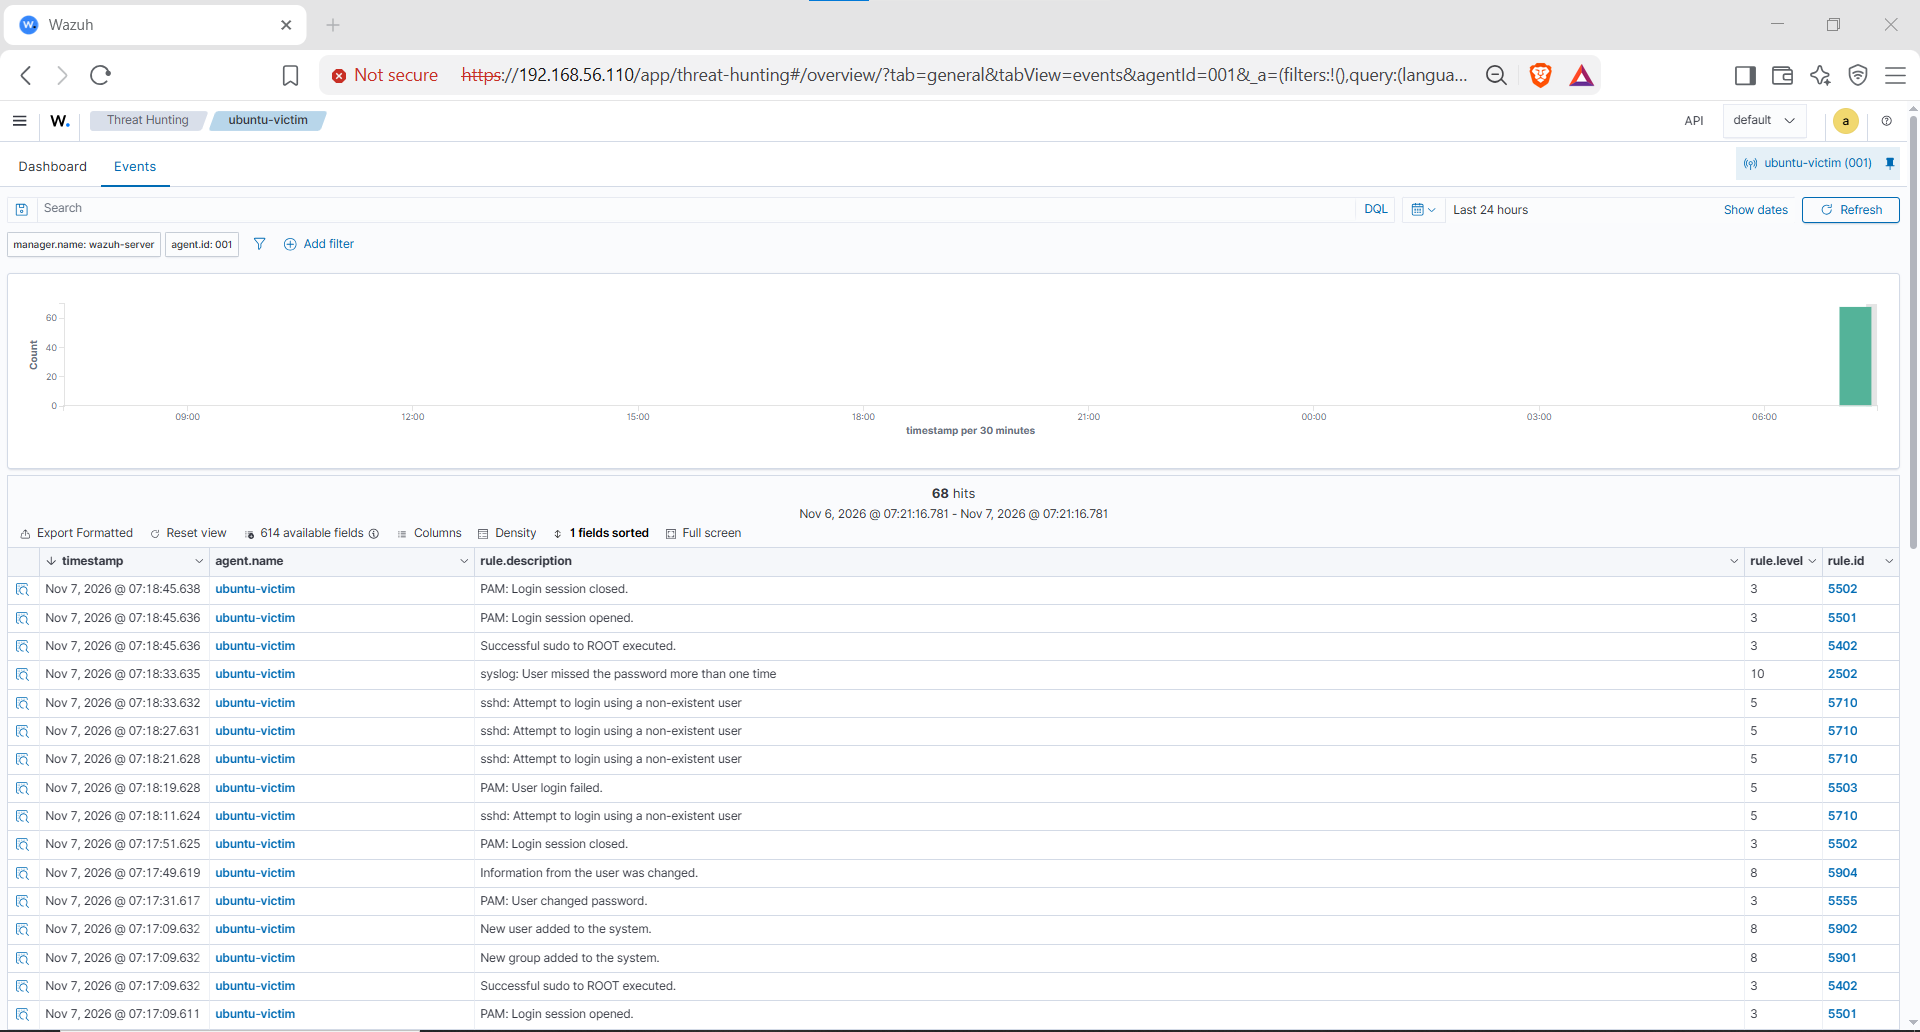 Wazuh
Not secure https://192.168.56.110/app/threat-hunting#/overview/?tab=general&tabView=events&agentId=001&_a=(filters:!(),query:(langua...
W. Threat Hunting ubuntu-victim API default a
Dashboard Events ubuntu-victim (001)
Search DQL Last 24 hours Show dates Refresh
manager.name: wazuh-server agent.id: 001 Add filter
Count
60
40
20
0
09:00 12:00 15:00 18:00 21:00 00:00 03:00 06:00
timestamp per 30 minutes
68 hits
Nov 6, 2026 @ 07:21:16.781 - Nov 7, 2026 @ 07:21:16.781
Export Formatted Reset view 614 available fields Columns Density 1 fields sorted Full screen
timestamp agent.name rule.description rule.level rule.id
Nov 7, 2026 @ 07:18:45.638 ubuntu-victim PAM: Login session closed. 3 5502
Nov 7, 2026 @ 07:18:45.636 ubuntu-victim PAM: Login session opened. 3 5501
Nov 7, 2026 @ 07:18:45.636 ubuntu-victim Successful sudo to ROOT executed. 3 5402
Nov 7, 2026 @ 07:18:33.635 ubuntu-victim syslog: User missed the password more than one time 10 2502
Nov 7, 2026 @ 07:18:33.632 ubuntu-victim sshd: Attempt to login using a non-existent user 5 5710
Nov 7, 2026 @ 07:18:27.631 ubuntu-victim sshd: Attempt to login using a non-existent user 5 5710
Nov 7, 2026 @ 07:18:21.628 ubuntu-victim sshd: Attempt to login using a non-existent user 5 5710
Nov 7, 2026 @ 07:18:19.628 ubuntu-victim PAM: User login failed. 5 5503
Nov 7, 2026 @ 07:18:11.624 ubuntu-victim sshd: Attempt to login using a non-existent user 5 5710
Nov 7, 2026 @ 07:17:51.625 ubuntu-victim PAM: Login session closed. 3 5502
Nov 7, 2026 @ 07:17:49.619 ubuntu-victim Information from the user was changed. 8 5904
Nov 7, 2026 @ 07:17:31.617 ubuntu-victim PAM: User changed password. 3 5555
Nov 7, 2026 @ 07:17:09.632 ubuntu-victim New user added to the system. 8 5902
Nov 7, 2026 @ 07:17:09.632 ubuntu-victim New group added to the system. 8 5901
Nov 7, 2026 @ 07:17:09.632 ubuntu-victim Successful sudo to ROOT executed. 3 5402
Nov 7, 2026 @ 07:17:09.611 ubuntu-victim PAM: Login session opened. 3 5501